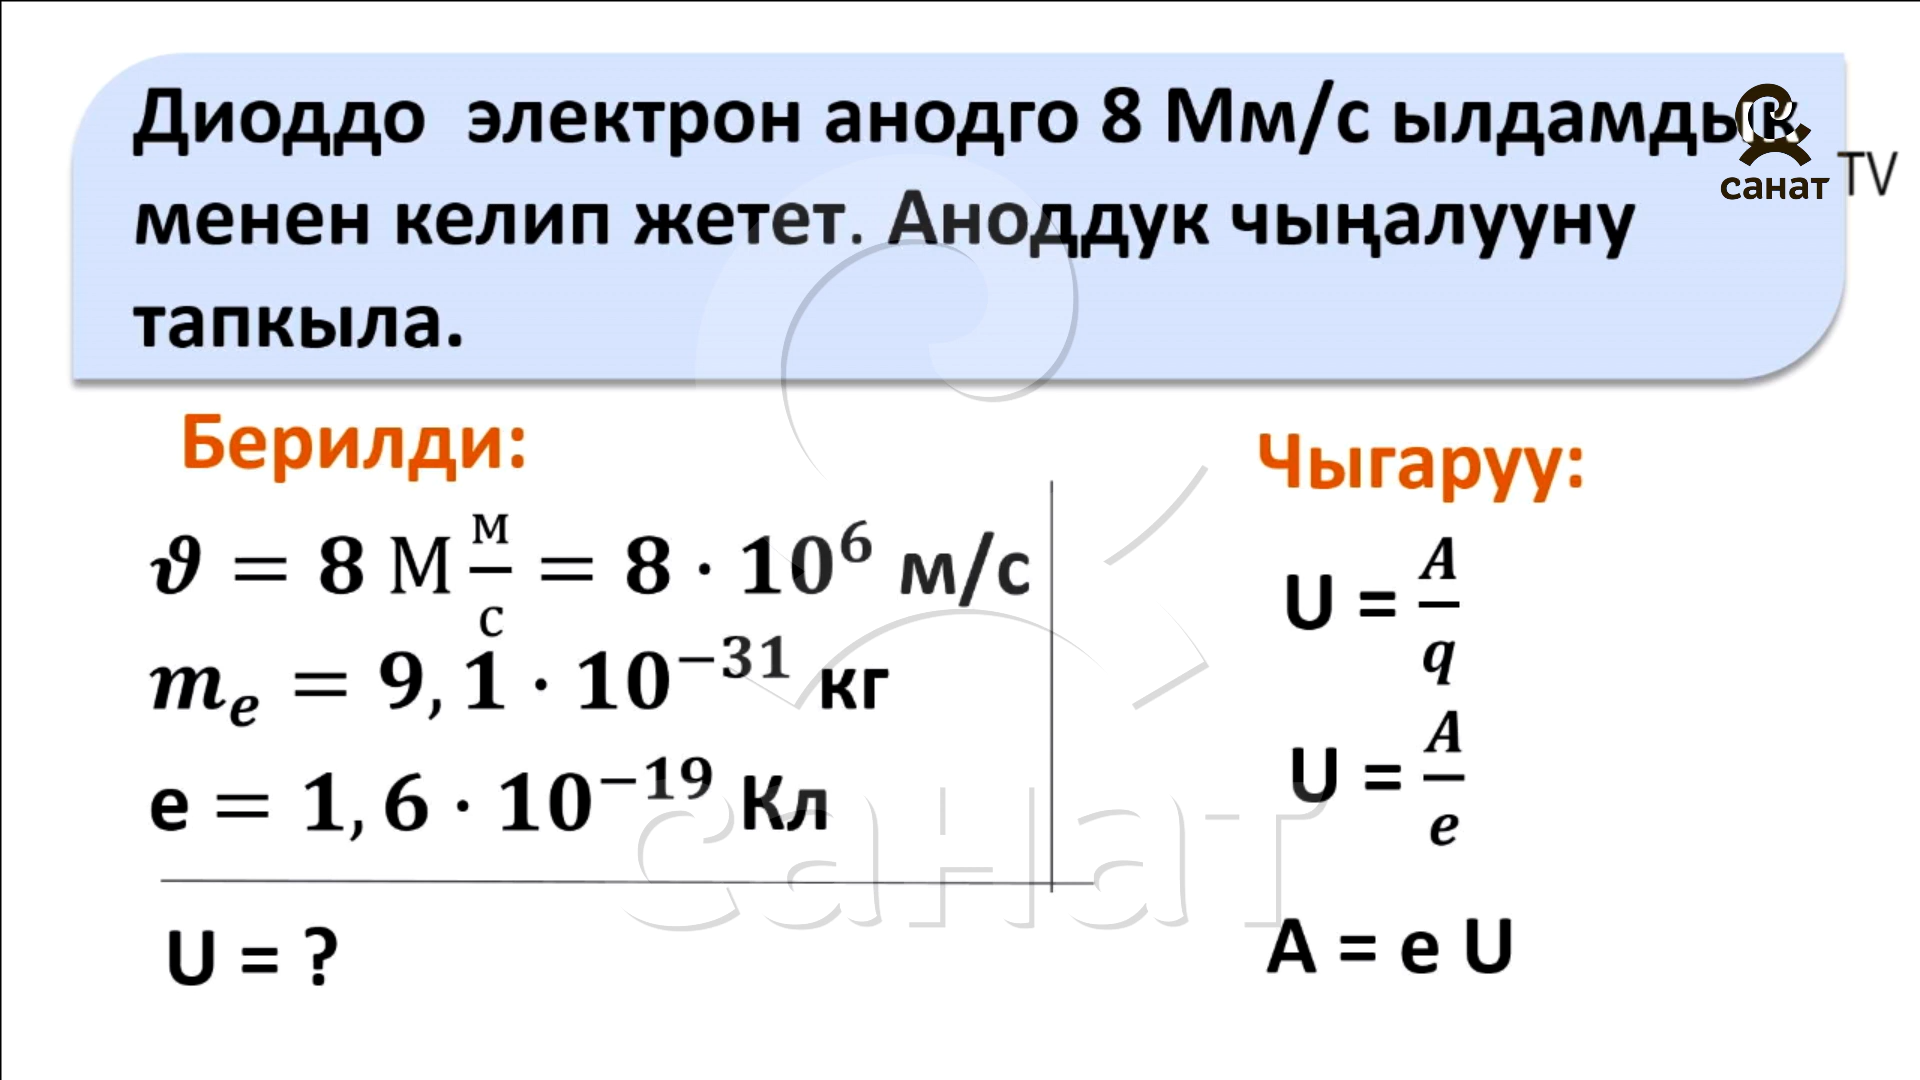 Диоддо электрон анодго 8 Мм/с ылдамдык
менен келип жетет. Аноддук чыңалууну
тапкыла.
санат TV
Берилди:
ϑ = 8 М м/с = 8 · 10⁶ м/с
mₑ = 9,1 · 10⁻³¹ кг
e = 1,6 · 10⁻¹⁹ Кл
U = ?
Чыгаруу:
U = A/q
U = A/e
A = e U
санат